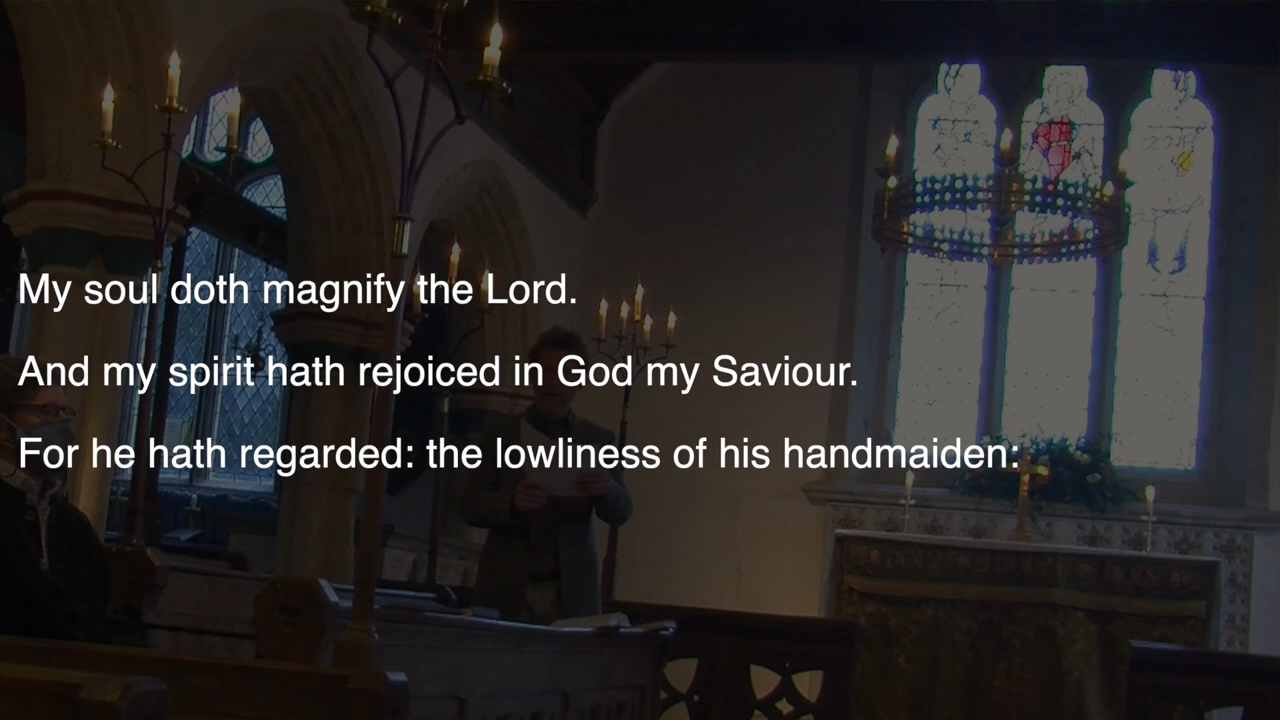 My soul doth magnify the Lord.
And my spirit hath rejoiced in God my Saviour.
For he hath regarded: the lowliness of his handmaiden: